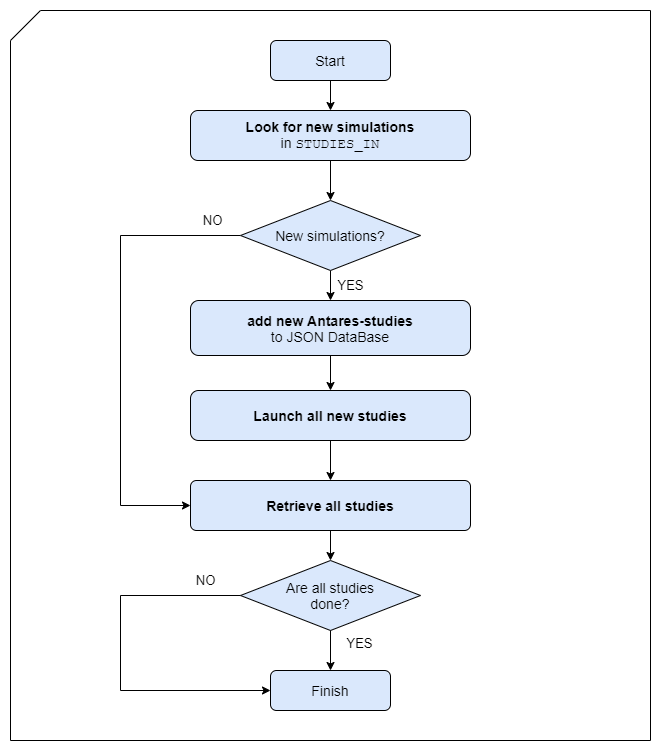 Start
Look for new simulations
in STUDIES_IN
NO
New simulations?
YES
add new Antares-studies
to JSON DataBase
Launch all new studies
Retrieve all studies
NO
Are all studies
done?
YES
Finish